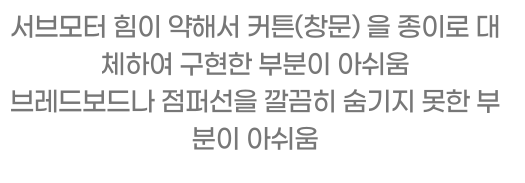 서브모터 힘이 약해서 커튼(창문) 을 종이로 대
체하여 구현한 부분이 아쉬움
브레드보드나 점퍼선을 깔끔히 숨기지 못한 부
분이 아쉬움